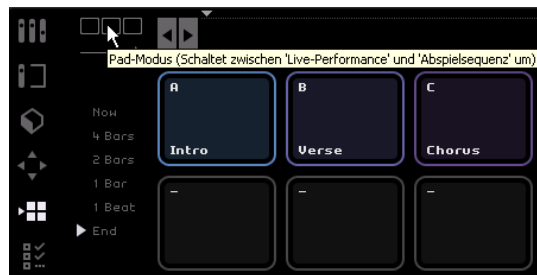 Pad-Modus (Schaltet zwischen 'Live-Performance' und 'Abspielsequenz' um)
Now
4 Bars
2 Bars
1 Bar
1 Beat
End
A
Intro
B
Verse
C
Chorus
–
–
–